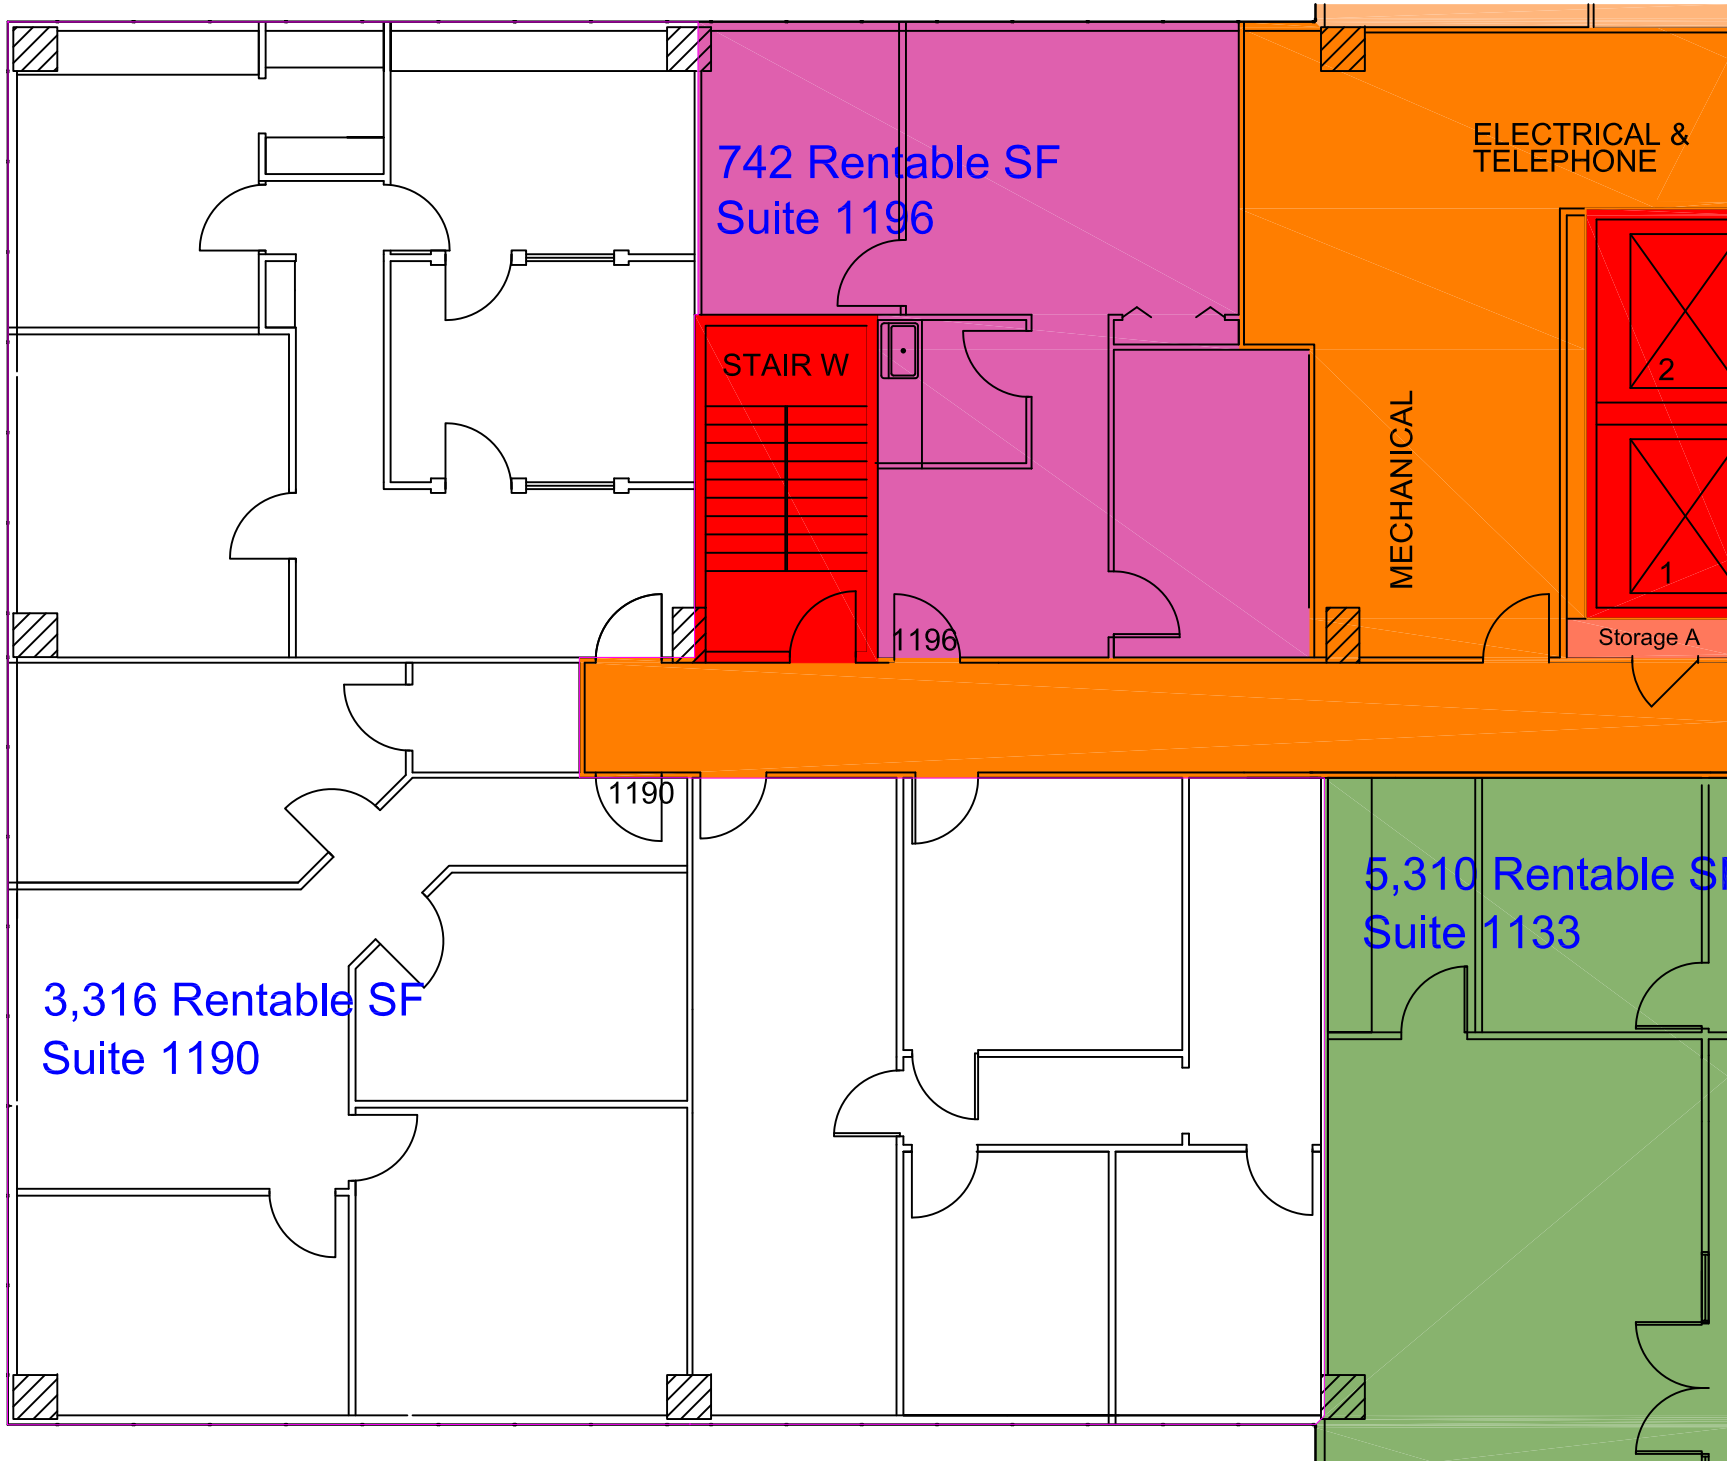 ELECTRICAL &
TELEPHONE
742 Rentable SF
Suite 1196
STAIR W
2
MECHANICAL
1
1196
Storage A
1190
5,310 Rentable SF
Suite 1133
3,316 Rentable SF
Suite 1190